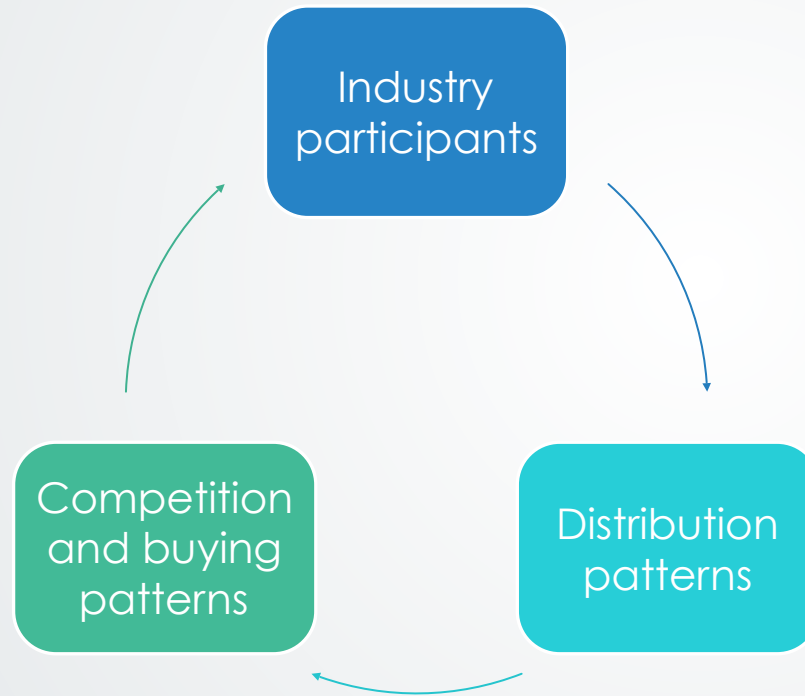 Industry
participants
Distribution
patterns
Competition
and buying
patterns